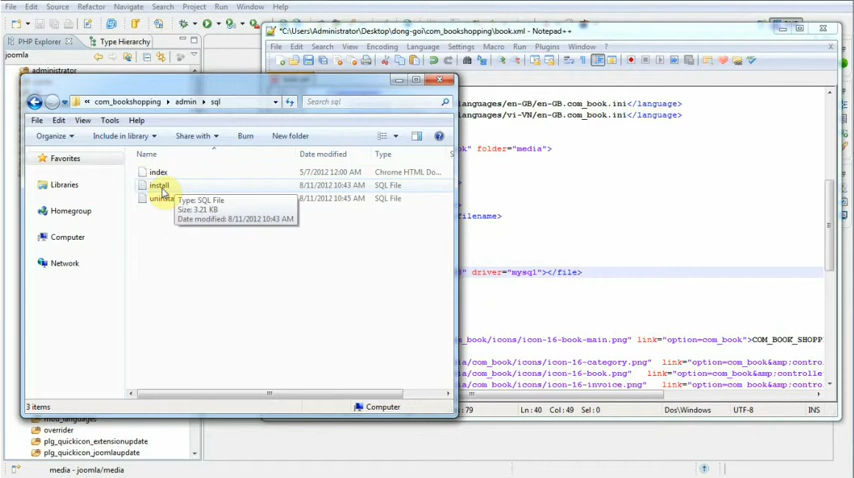 File Edit Source Refactor Navigate Search Project Run Window Help
PHP Explorer Type Hierarchy
joomla
administrator
*C:\Users\Administrator\Desktop\dong-goi\com_bookshopping\book.xml - Notepad++
File Edit Search View Encoding Language Settings Macro Run Plugins Window ? X
com_bookshopping admin sql Search sql
File Edit View Tools Help
Organize Include in library Share with Burn New folder
Favorites
Libraries
Homegroup
Computer
Network
Name Date modified Type S
index 5/7/2012 12:00 AM Chrome HTML Do...
install 8/11/2012 10:43 AM SQL File
8/11/2012 10:45 AM SQL File
Type: SQL File
Size: 3.21 KB
Date modified: 8/11/2012 10:43 AM
3 items Computer
languages/en-GB/en-GB.com_book.ini</language>
languages/vi-VN/en-GB.com_book.ini</language>
folder="media">
driver="mysql"></file>
_book/icons/icon-16-book-main.png" link="option=com_book">COM_BOOK_SHOPP
media/com_book/icons/icon-16-category.png" link="option=com_book&amp;contro
media/com_book/icons/icon-16-book.png" link="option=com_book&amp;controlle
media/com_book/icons/icon-16-invoice.png" link="option=com_book&amp;contro
79 Ln : 40 Col : 49 Sel : 0 Dos\Windows UTF-8 INS
mod_languages
overrider
plg_quickicon_extensionupdate
plg_quickicon_joomlaupdate
media - joomla/media